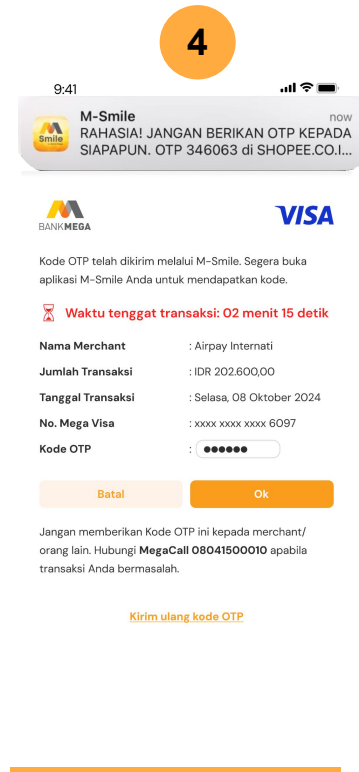 4
9:41
M-Smile now
RAHASIA! JANGAN BERIKAN OTP KEPADA
SIAPAPUN. OTP 346063 di SHOPEE.CO.I...
Smile
BANKMEGA
VISA
Kode OTP telah dikirim melalui M-Smile. Segera buka
aplikasi M-Smile Anda untuk mendapatkan kode.
Waktu tenggat transaksi: 02 menit 15 detik
Nama Merchant : Airpay Internati
Jumlah Transaksi : IDR 202.600,00
Tanggal Transaksi : Selasa, 08 Oktober 2024
No. Mega Visa : xxxx xxxx xxxx 6097
Kode OTP : ●●●●●●
Batal Ok
Jangan memberikan Kode OTP ini kepada merchant/
orang lain. Hubungi MegaCall 08041500010 apabila
transaksi Anda bermasalah.
Kirim ulang kode OTP